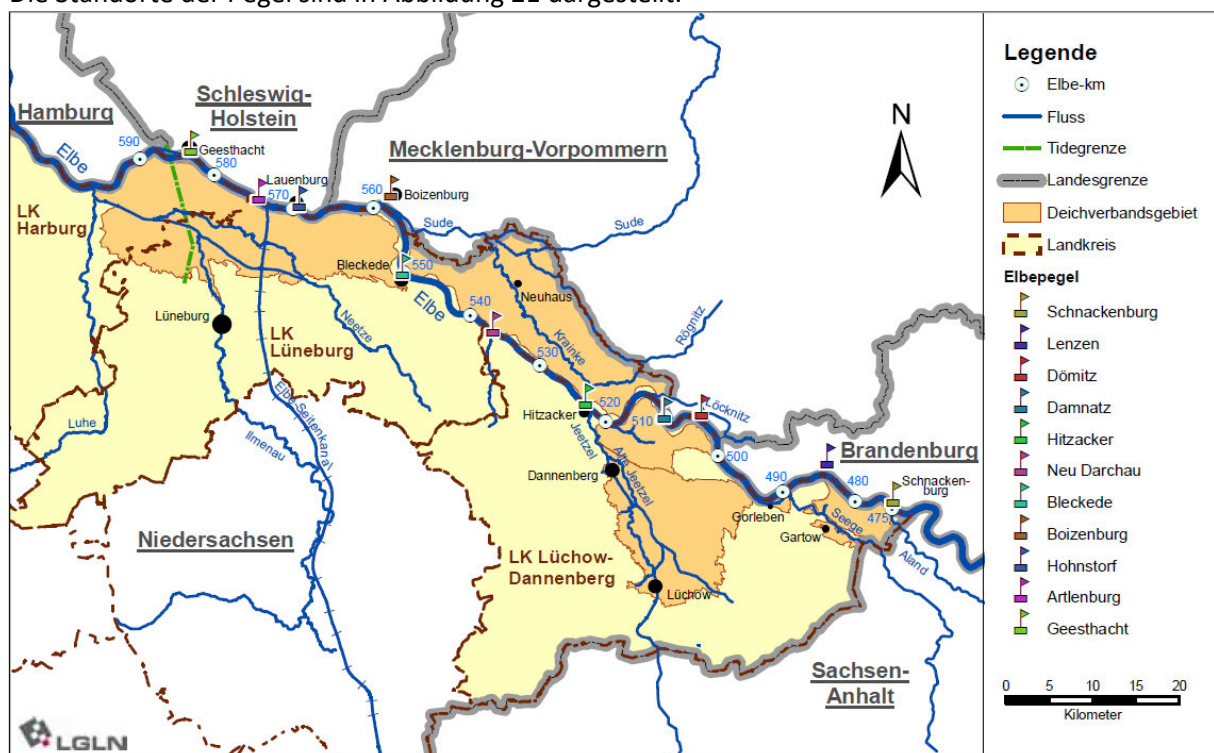 Die Standorte der Pegel sind in Abbildung 21 dargestellt.
Hamburg
Schleswig-
Holstein
Mecklenburg-Vorpommern
N
590
Geesthacht
580
Elbe
Lauenburg
570
560
Boizenburg
Sude
Sude
LK
Harburg
Bleckede
550
Elbe
Neuhaus
540
Lüneburg
Neetze
LK
Lüneburg
Krainke
Rögnitz
530
Elbe-Seitenkanal
Hitzacker
520
510
Löcknitz
Luhe
Ilmenau
Jeetzel
Alte Jeetzel
500
Brandenburg
Dannenberg
490
480
Schnacken-
burg
475
Gorleben
Seege
Gartow
Aland
Niedersachsen
LK Lüchow-
Dannenberg
Lüchow
Sachsen-
Anhalt
LGLN
Legende
Elbe-km
Fluss
Tidegrenze
Landesgrenze
Deichverbandsgebiet
Landkreis
Elbepegel
Schnackenburg
Lenzen
Dömitz
Damnatz
Hitzacker
Neu Darchau
Bleckede
Boizenburg
Hohnstorf
Artlenburg
Geesthacht
0 5 10 15 20
Kilometer